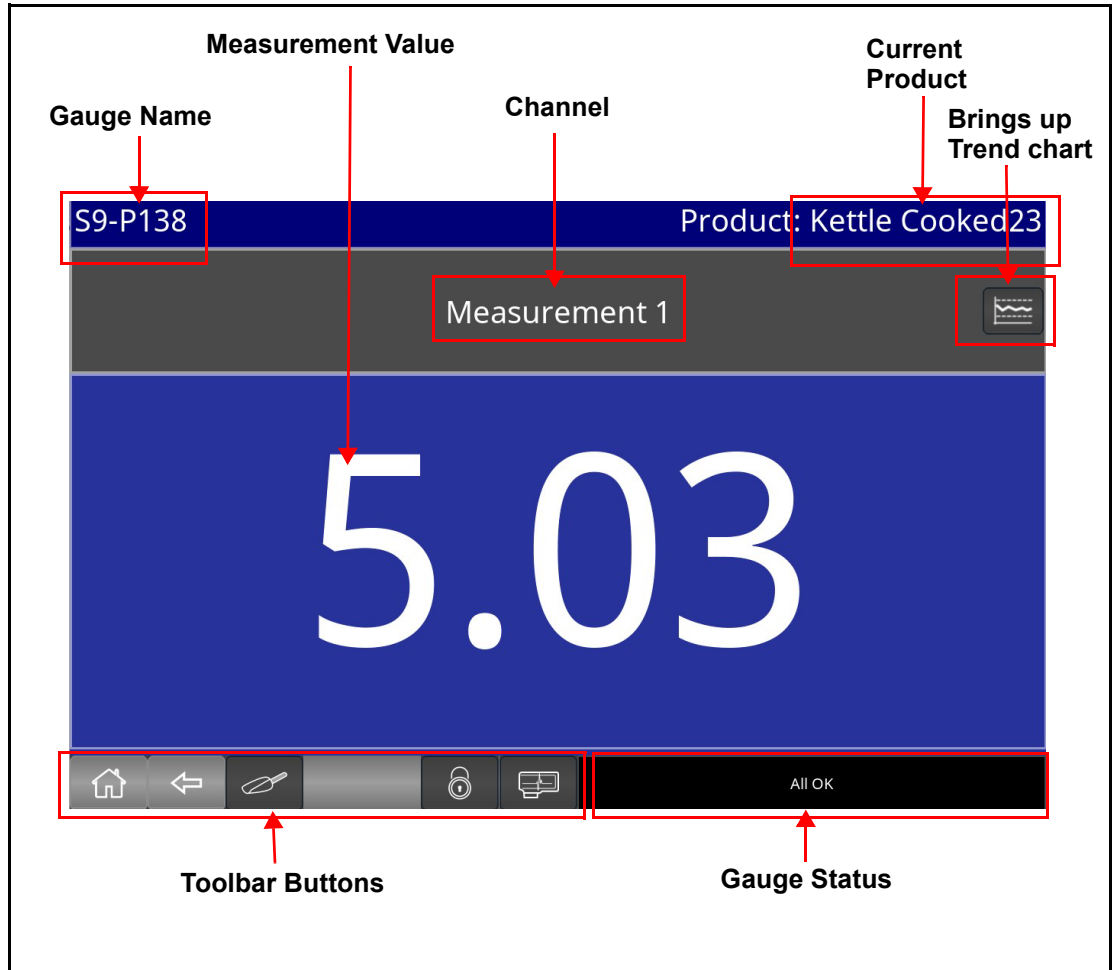 Measurement Value
Current
Product
Gauge Name
Channel
Brings up
Trend chart
S9-P138
Product: Kettle Cooked23
Measurement 1
5.03
All OK
Toolbar Buttons
Gauge Status